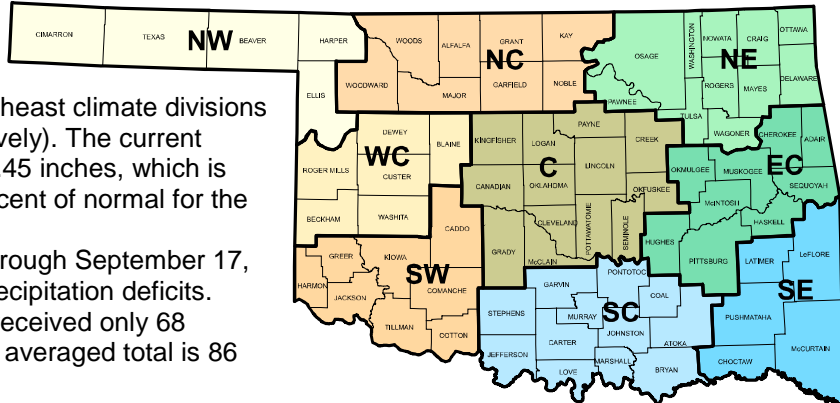 CIMARRON
TEXAS
BEAVER
HARPER
NW
ELLIS
WOODS
ALFALFA
GRANT
KAY
NC
WOODWARD
MAJOR
GARFIELD
NOBLE
OSAGE
WASHINGTON
NOWATA
CRAIG
OTTAWA
NE
ROGERS
MAYES
DELAWARE
PAWNEE
TULSA
WAGONER
heast climate divisions
vely). The current
.45 inches, which is
cent of normal for the
rough September 17,
recipitation deficits.
received only 68
averaged total is 86
DEWEY
BLAINE
WC
ROGER MILLS
CUSTER
BECKHAM
WASHITA
KINGFISHER
LOGAN
PAYNE
CREEK
LINCOLN
C
CANADIAN
OKLAHOMA
OKFUSKEE
CLEVELAND
POTTAWATOMIE
SEMINOLE
GRADY
McCLAIN
CHEROKEE
ADAIR
EC
OKMULGEE
MUSKOGEE
SEQUOYAH
McINTOSH
HASKELL
HUGHES
PITTSBURG
CADDO
GREER
KIOWA
SW
HARMON
JACKSON
COMANCHE
TILLMAN
COTTON
PONTOTOC
GARVIN
COAL
STEPHENS
MURRAY
SC
JOHNSTON
CARTER
ATOKA
JEFFERSON
MARSHALL
LOVE
BRYAN
LATIMER
LeFLORE
SE
PUSHMATAHA
McCURTAIN
CHOCTAW